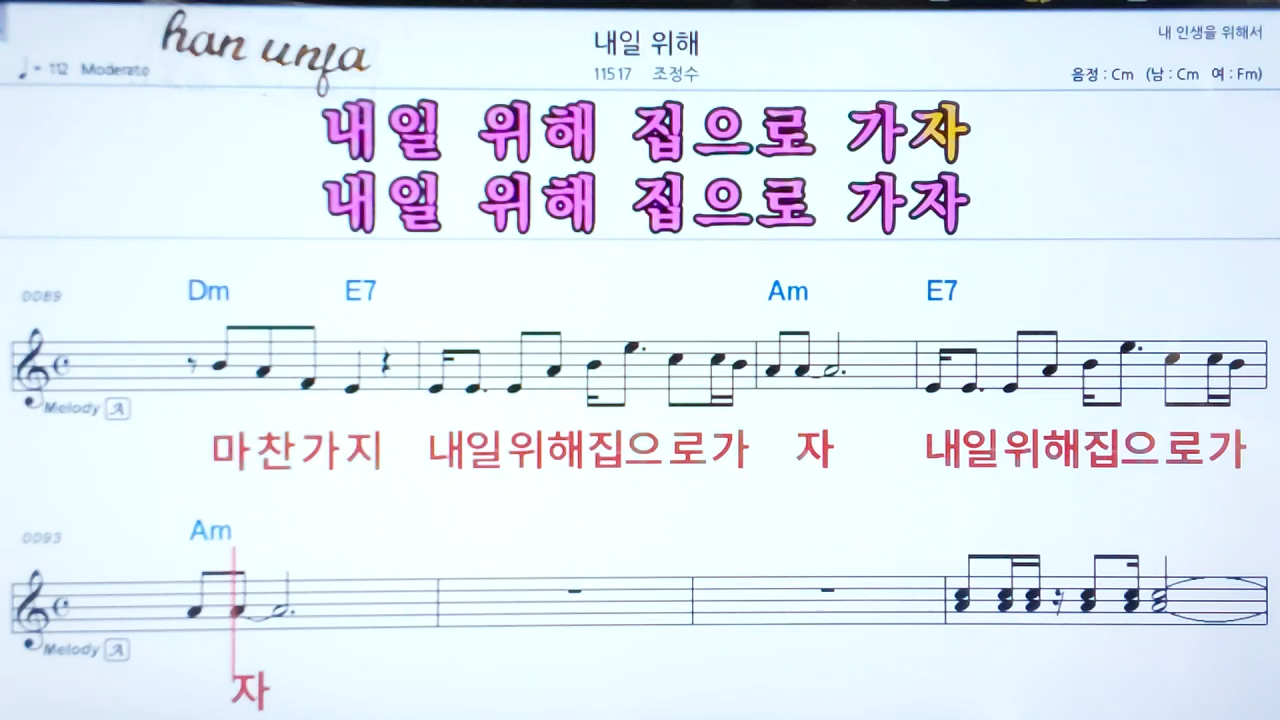 han unfa
내일 위해
내 인생을 위해서
♩= 112 Moderato
11517 조정수
음정 : Cm (남 : Cm 여 : Fm)
내일 위해 집으로 가자
내일 위해 집으로 가자
0089 Dm E7 Am E7
Melody A
마찬가지 내일위해집으로가 자 내일위해집으로가
0093 Am
Melody A
자